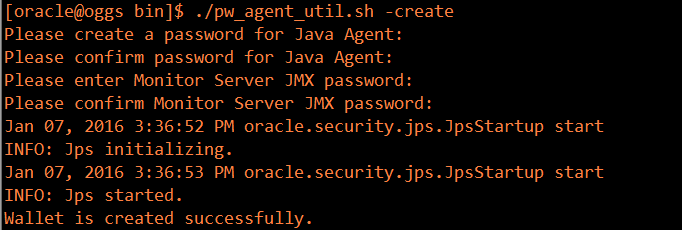 [oracle@oggs bin]$ ./pw_agent_util.sh -create
Please create a password for Java Agent:
Please confirm password for Java Agent:
Please enter Monitor Server JMX password:
Please confirm Monitor Server JMX password:
Jan 07, 2016 3:36:52 PM oracle.security.jps.JpsStartup start
INFO: Jps initializing.
Jan 07, 2016 3:36:53 PM oracle.security.jps.JpsStartup start
INFO: Jps started.
Wallet is created successfully.